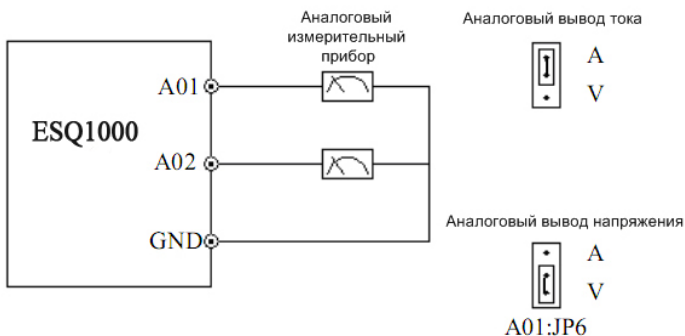 Аналоговый
измерительный
прибор
Аналоговый вывод тока
A01
A
V
ESQ1000
A02
GND
Аналоговый вывод напряжения
A
V
A01:JP6